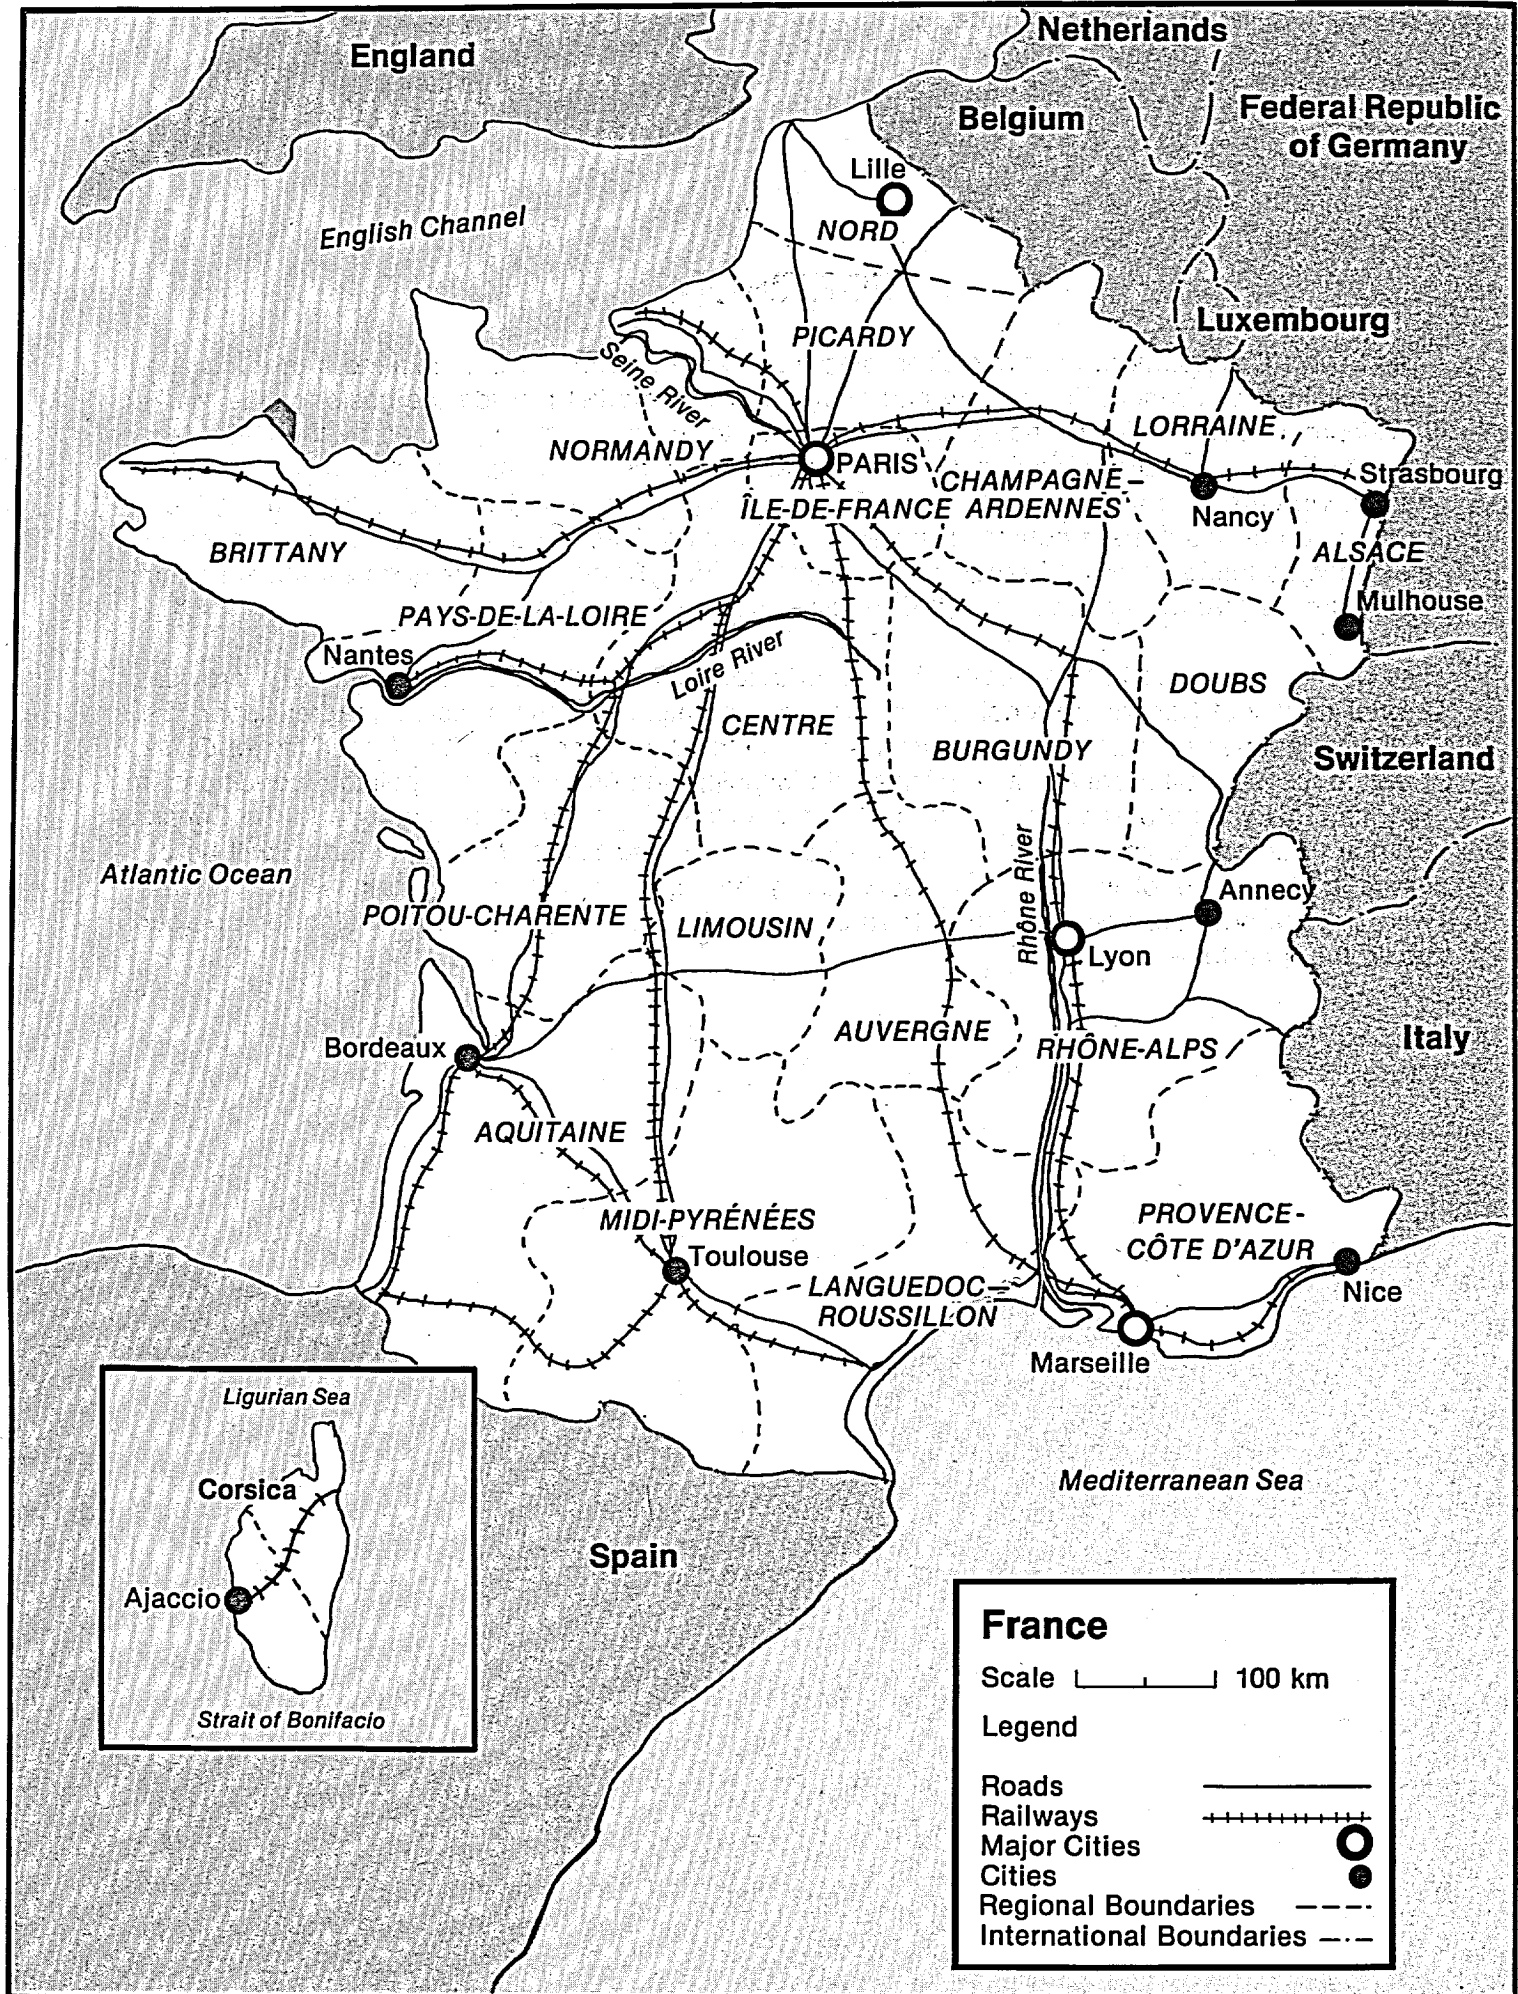 England
Netherlands
Belgium
Federal Republic
of Germany
Lille
English Channel
NORD
Luxembourg
PICARDY
Seine River
NORMANDY
LORRAINE
PARIS
CHAMPAGNE-
ARDENNES
Strasbourg
ÎLE-DE-FRANCE
Nancy
BRITTANY
ALSACE
Mulhouse
PAYS-DE-LA-LOIRE
Nantes
Loire River
DOUBS
CENTRE
BURGUNDY
Switzerland
Atlantic Ocean
Rhône River
Annecy
POITOU-CHARENTE
LIMOUSIN
Lyon
Bordeaux
AUVERGNE
RHÔNE-ALPS
Italy
AQUITAINE
MIDI-PYRÉNÉES
PROVENCE-
CÔTE D'AZUR
Toulouse
LANGUEDOC-
ROUSSILLON
Nice
Marseille
Ligurian Sea
Corsica
Mediterranean Sea
Spain
Ajaccio
Strait of Bonifacio
France
Scale 100 km
Legend
Roads
Railways
Major Cities
Cities
Regional Boundaries
International Boundaries